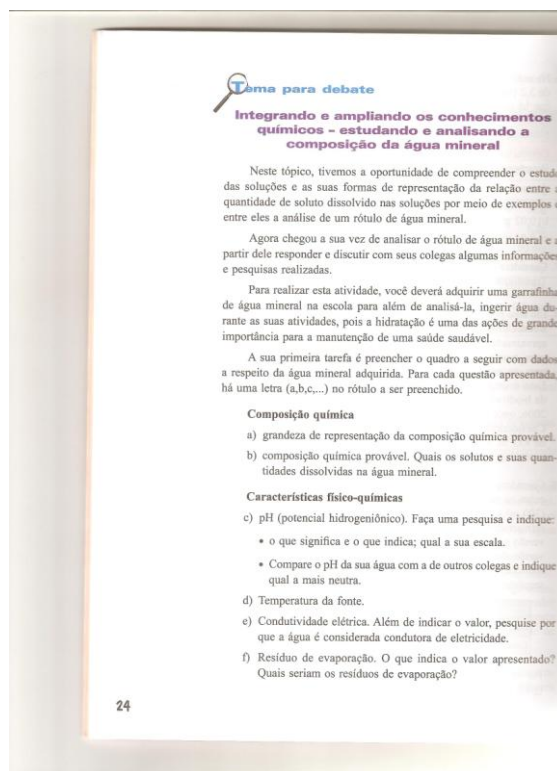 Tema para debate
Integrando e ampliando os conhecimentos
químicos – estudando e analisando a
composição da água mineral
Neste tópico, tivemos a oportunidade de compreender o estud
das soluções e as suas formas de representação da relação entre
quantidade de soluto dissolvido nas soluções por meio de exemplos
entre eles a análise de um rótulo de água mineral.
Agora chegou a sua vez de analisar o rótulo de água mineral e a
partir dele responder e discutir com seus colegas algumas informações
e pesquisas realizadas.
Para realizar esta atividade, você deverá adquirir uma garrafinha
de água mineral na escola para além de analisá-la, ingerir água du-
rante as suas atividades, pois a hidratação é uma das ações de grande
importância para a manutenção de uma saúde saudável.
A sua primeira tarefa é preencher o quadro a seguir com dados
a respeito da água mineral adquirida. Para cada questão apresentada,
há uma letra (a,b,c,...) no rótulo a ser preenchido.
Composição química
a) grandeza de representação da composição química provável.
b) composição química provável. Quais os solutos e suas quan-
tidades dissolvidas na água mineral.
Características físico-químicas
c) pH (potencial hidrogeniônico). Faça uma pesquisa e indique:
• o que significa e o que indica; qual a sua escala.
• Compare o pH da sua água com a de outros colegas e indique
qual a mais neutra.
d) Temperatura da fonte.
e) Condutividade elétrica. Além de indicar o valor, pesquise por
que a água é considerada condutora de eletricidade.
f) Resíduo de evaporação. O que indica o valor apresentado?
Quais seriam os resíduos de evaporação?
24